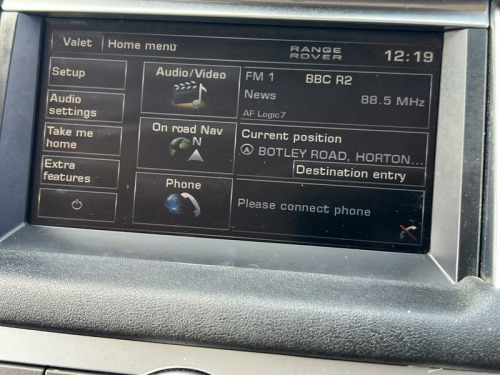 Valet
Home menu
RANGE
ROVER
12:19
Setup
Audio
settings
Take me
home
Extra
features
Audio/Video
FM 1
BBC R2
News
88.5 MHz
AF Logic7
On road Nav
N
Current position
BOTLEY ROAD, HORTON...
Destination entry
Phone
Please connect phone